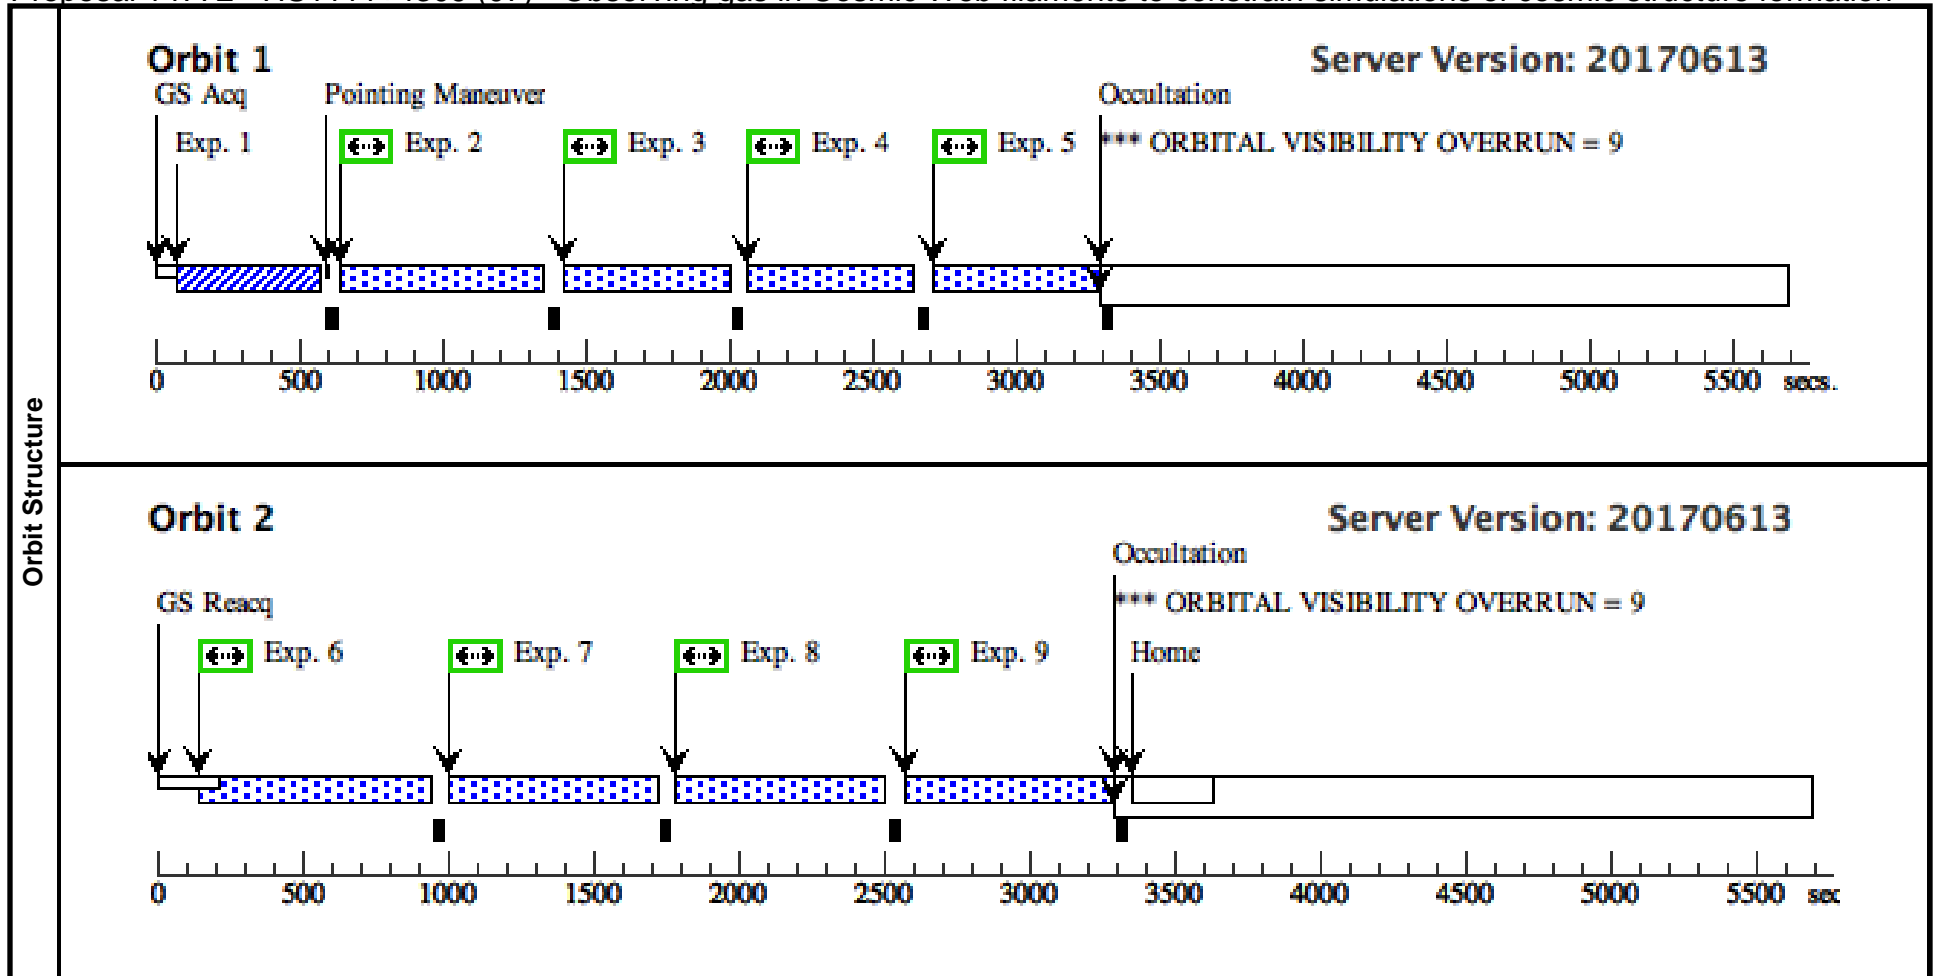 Orbit Structure
Orbit 1
Server Version: 20170613
GS Acq
Pointing Maneuver
Occultation
Exp. 1
Exp. 2
Exp. 3
Exp. 4
Exp. 5
*** ORBITAL VISIBILITY OVERRUN = 9
0 500 1000 1500 2000 2500 3000 3500 4000 4500 5000 5500 secs.
Orbit 2
Server Version: 20170613
Occultation
GS Reacq
*** ORBITAL VISIBILITY OVERRUN = 9
Exp. 6
Exp. 7
Exp. 8
Exp. 9
Home
0 500 1000 1500 2000 2500 3000 3500 4000 4500 5000 5500 sec